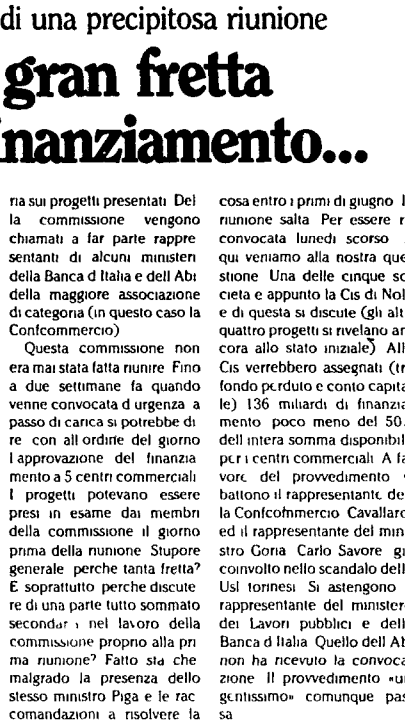 di una precipitosa riunione
gran fretta
nanziamento...
ria sui progetti presentati Del
la commissione vengono
chiamati a far parte rappre
sentanti di alcuni ministeri
della Banca d Italia e dell Abi
della maggiore associazione
di categoria (in questo caso la
Confcommercio)
Questa commissione non
era mai stata fatta riunire Fino
a due settimane fa quando
venne convocata d urgenza a
passo di carica si potrebbe di
re con all ordine del giorno
l approvazione del finanzia
mento a 5 centri commerciali
I progetti potevano essere
presi in esame dai membri
della commissione il giorno
prima della riunione Stupore
generale perche tanta fretta?
E soprattutto perche discute
re di una parte tutto sommato
secondar nel lavoro della
commissione proprio alla pri
ma riunione? Fatto sta che
malgrado la presenza dello
stesso ministro Piga e le rac
comandazioni a risolvere la
cosa entro i primi di giugno l
riunione salta Per essere r
convocata lunedi scorso
qui veniamo alla nostra que
stione Una delle cinque so
cieta e appunto la Cis di Nol
e di questa si discute (gli alt
quattro progetti si rivelano an
cora allo stato iniziale) All
Cis verrebbero assegnati (tr
fondo perduto e conto capita
le) 136 miliardi di finanzia
mento poco meno del 50
dell intera somma disponibil
per i centri commerciali A fa
vore del provvedimento
battono il rappresentante de
la Confcommercio Cavallaro
ed il rappresentante del mini
stro Goria Carlo Savore gi
coinvolto nello scandalo dell
Usl torinesi Si astengono
rappresentante del minister
dei Lavori pubblici e dell
Banca d Italia Quello dell Ab
non ha ricevuto la convoca
zione Il provvedimento «u
gentissimo» comunque pas
sa